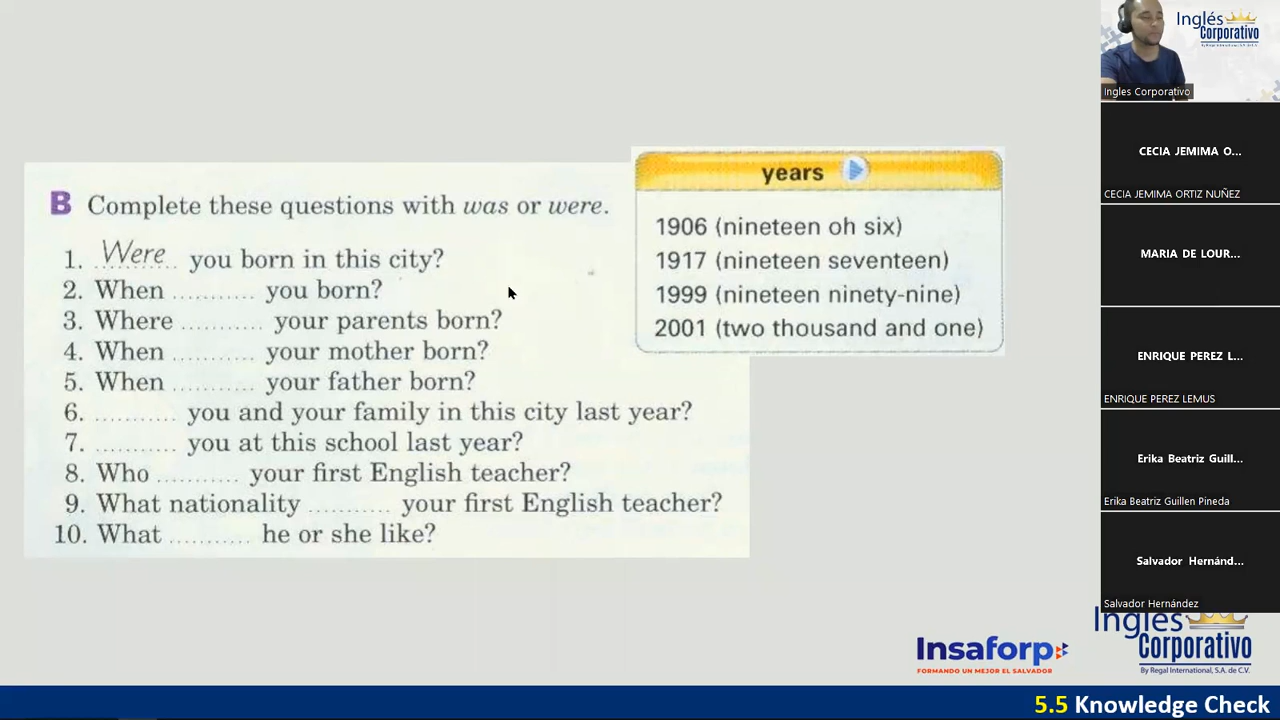 B Complete these questions with was or were.
1. Were you born in this city?
2. When ........... you born?
3. Where ........... your parents born?
4. When ........... your mother born?
5. When ........... your father born?
6. ........... you and your family in this city last year?
7. ........... you at this school last year?
8. Who ........... your first English teacher?
9. What nationality ........... your first English teacher?
10. What ........... he or she like?
years
1906 (nineteen oh six)
1917 (nineteen seventeen)
1999 (nineteen ninety-nine)
2001 (two thousand and one)
Inglés
Corporativo
By Regal International, S.A. de C.V.
Ingles Corporativo
CECIA JEMIMA O...
CECIA JEMIMA ORTIZ NUÑEZ
MARIA DE LOUR...
ENRIQUE PEREZ L...
ENRIQUE PEREZ LEMUS
Erika Beatriz Guill...
Erika Beatriz Guillen Pineda
Salvador Hernánd...
Salvador Hernández
Insaforp
FORMANDO UN MEJOR EL SALVADOR
Inglés
Corporativo
By Regal International, S.A. de C.V.
5.5 Knowledge Check